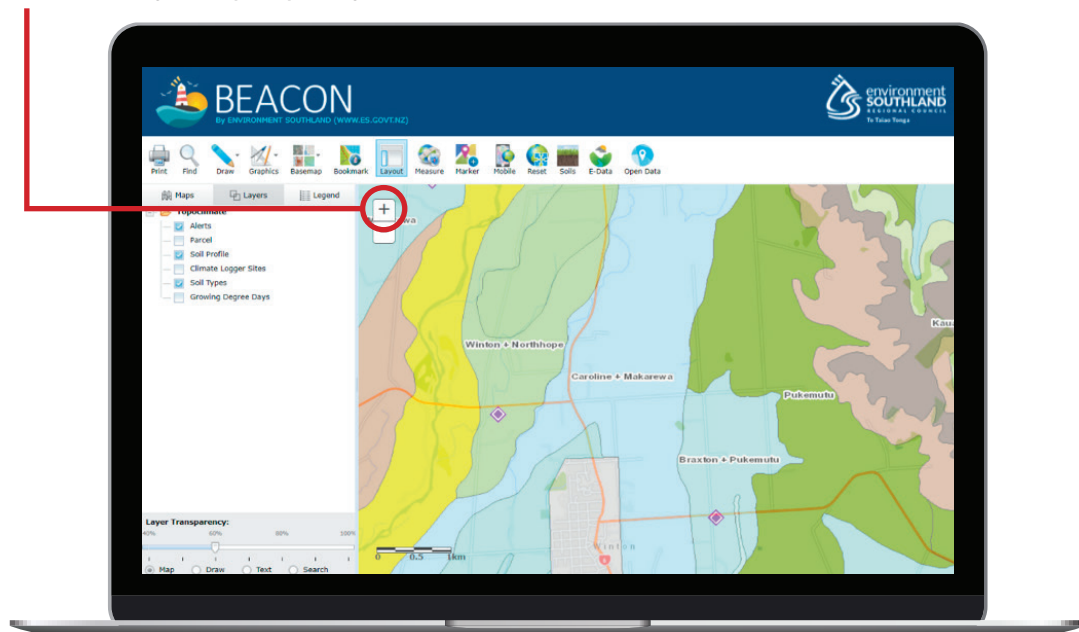 BEACON
By ENVIRONMENT SOUTHLAND (WWW.ES.GOVT.NZ)
environment
SOUTHLAND
REGIONAL COUNCIL
Te Taiao Tonga
Print Find Draw Graphics Basemap Bookmark Layout Measure Marker Mobile Reset Soils E-Data Open Data
Maps Layers Legend
Topoclimate
Alerts
Parcel
Soil Profile
Climate Logger Sites
Soil Types
Growing Degree Days
+
Winton + Northhope
Caroline + Makarewa
Pukemutu
Braxton + Pukemutu
Winton
6
0 0.5 1km
Layer Transparency:
40% 60% 80% 100%
Map Draw Text Search